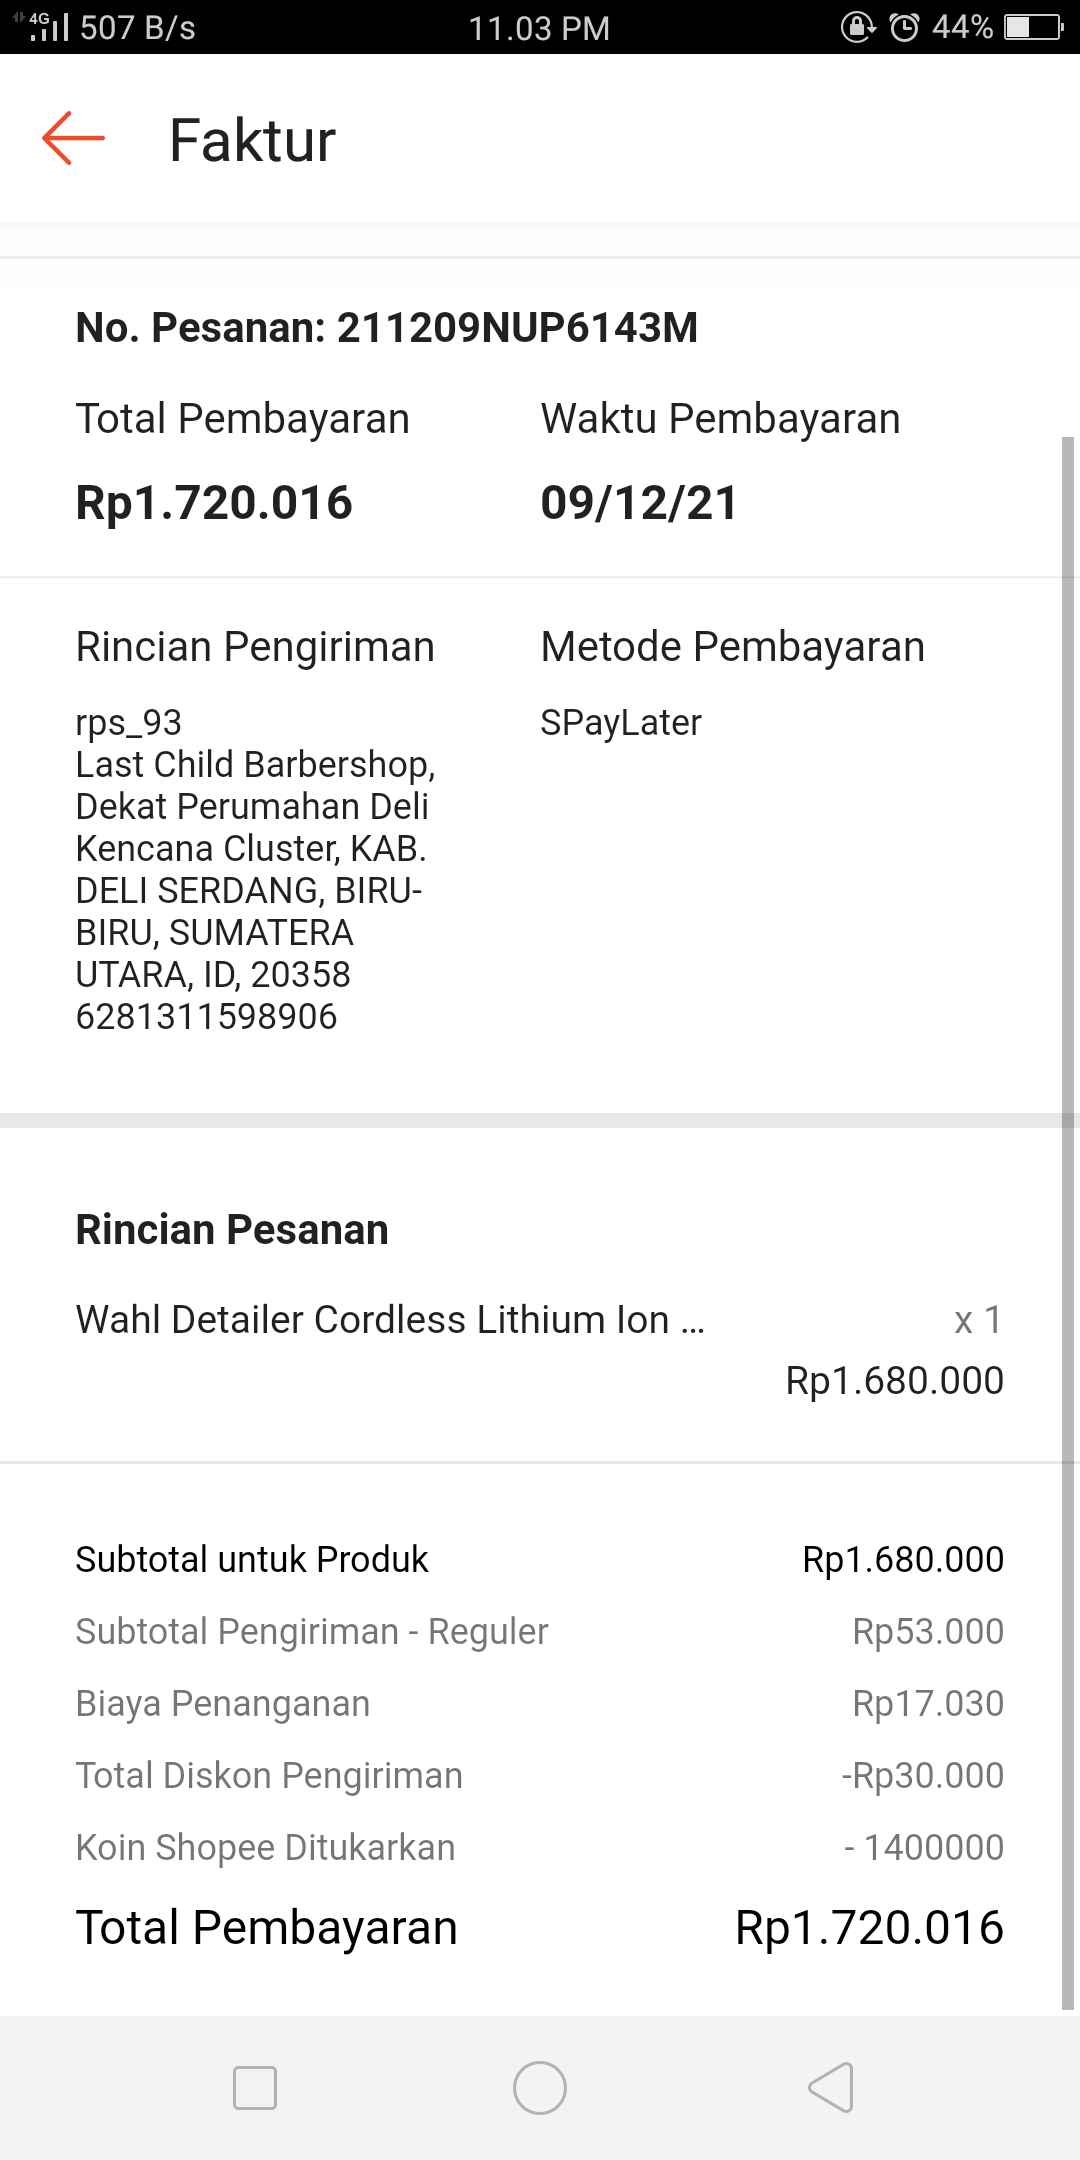 4G 507 B/s 11.03 PM 44%
Faktur
No. Pesanan: 211209NUP6143M
Total Pembayaran Waktu Pembayaran
Rp1.720.016 09/12/21
Rincian Pengiriman Metode Pembayaran
rps_93 SPayLater
Last Child Barbershop,
Dekat Perumahan Deli
Kencana Cluster, KAB.
DELI SERDANG, BIRU-
BIRU, SUMATERA
UTARA, ID, 20358
6281311598906
Rincian Pesanan
Wahl Detailer Cordless Lithium Ion ... x 1
Rp1.680.000
Subtotal untuk Produk Rp1.680.000
Subtotal Pengiriman - Reguler Rp53.000
Biaya Penanganan Rp17.030
Total Diskon Pengiriman -Rp30.000
Koin Shopee Ditukarkan - 1400000
Total Pembayaran Rp1.720.016